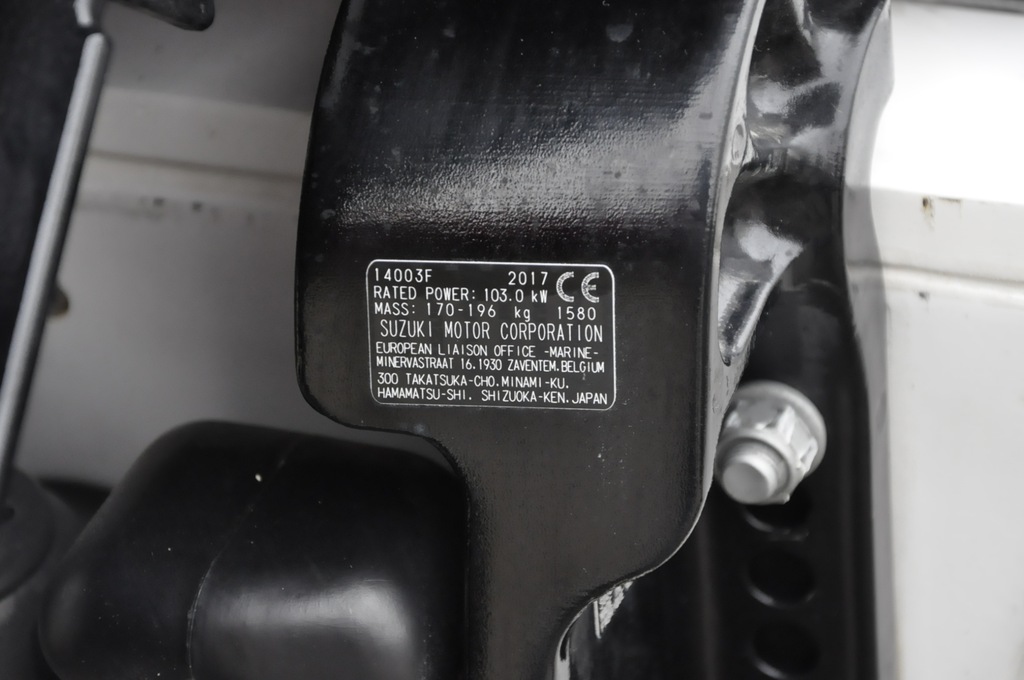 14003F 2017 CE
RATED POWER: 103.0 kW
MASS: 170-196 kg 1580
SUZUKI MOTOR CORPORATION
EUROPEAN LIAISON OFFICE -MARINE-
MINERVASTRAAT 16.1930 ZAVENTEM.BELGIUM
300 TAKATSUKA-CHO.MINAMI-KU.
HAMAMATSU-SHI. SHIZUOKA-KEN.JAPAN